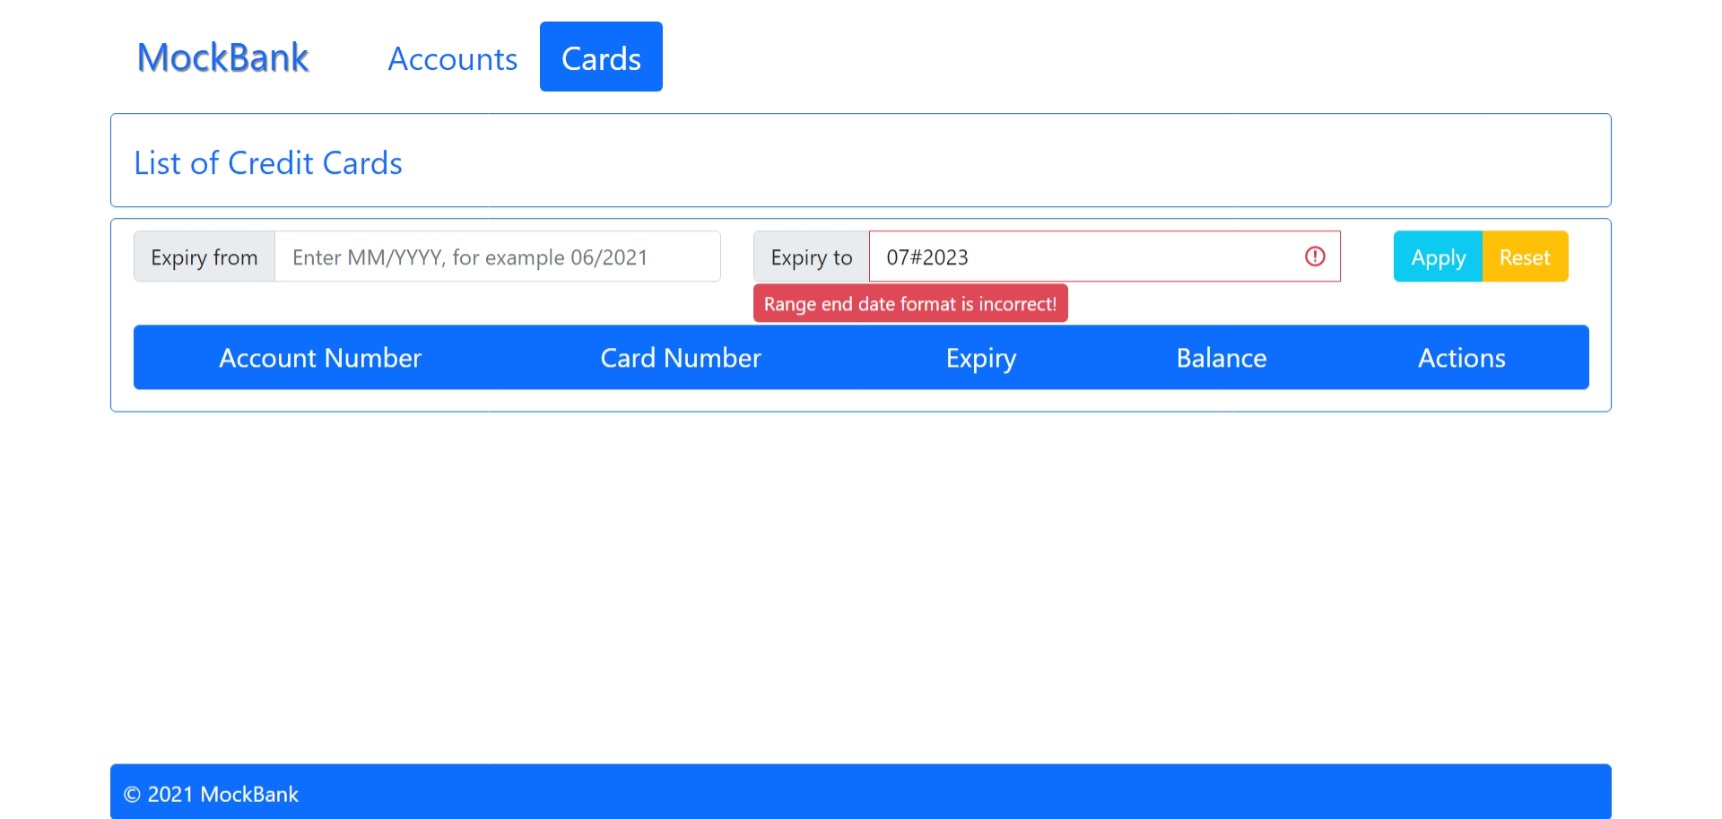 MockBank Accounts Cards
List of Credit Cards
Expiry from Enter MM/YYYY, for example 06/2021 Expiry to 07#2023 Apply Reset
Range end date format is incorrect!
Account Number Card Number Expiry Balance Actions
© 2021 MockBank